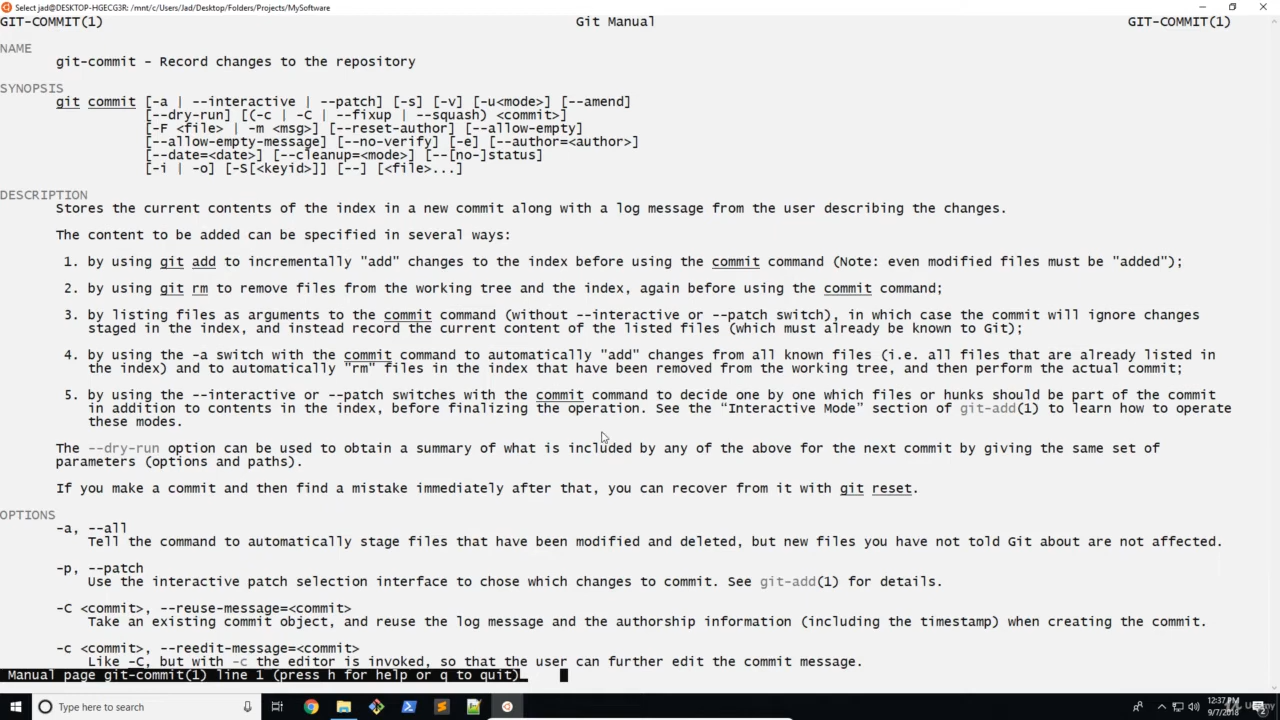 Select jad@DESKTOP-HGECG3R: /mnt/c/Users/Jad/Desktop/Folders/Projects/MySoftware
GIT-COMMIT(1) Git Manual GIT-COMMIT(1)
NAME
git-commit - Record changes to the repository
SYNOPSIS
git commit [-a | --interactive | --patch] [-s] [-v] [-u<mode>] [--amend]
[--dry-run] [(-c | -C | --fixup | --squash) <commit>]
[-F <file> | -m <msg>] [--reset-author] [--allow-empty]
[--allow-empty-message] [--no-verify] [-e] [--author=<author>]
[--date=<date>] [--cleanup=<mode>] [--[no-]status]
[-i | -o] [-S[<keyid>]] [--] [<file>...]
DESCRIPTION
Stores the current contents of the index in a new commit along with a log message from the user describing the changes.
The content to be added can be specified in several ways:
1. by using git add to incrementally "add" changes to the index before using the commit command (Note: even modified files must be "added");
2. by using git rm to remove files from the working tree and the index, again before using the commit command;
3. by listing files as arguments to the commit command (without --interactive or --patch switch), in which case the commit will ignore changes
staged in the index, and instead record the current content of the listed files (which must already be known to Git);
4. by using the -a switch with the commit command to automatically "add" changes from all known files (i.e. all files that are already listed in
the index) and to automatically "rm" files in the index that have been removed from the working tree, and then perform the actual commit;
5. by using the --interactive or --patch switches with the commit command to decide one by one which files or hunks should be part of the commit
in addition to contents in the index, before finalizing the operation. See the “Interactive Mode” section of git-add(1) to learn how to operate
these modes.
The --dry-run option can be used to obtain a summary of what is included by any of the above for the next commit by giving the same set of
parameters (options and paths).
If you make a commit and then find a mistake immediately after that, you can recover from it with git reset.
OPTIONS
-a, --all
Tell the command to automatically stage files that have been modified and deleted, but new files you have not told Git about are not affected.
-p, --patch
Use the interactive patch selection interface to chose which changes to commit. See git-add(1) for details.
-C <commit>, --reuse-message=<commit>
Take an existing commit object, and reuse the log message and the authorship information (including the timestamp) when creating the commit.
-c <commit>, --reedit-message=<commit>
Like -C, but with -c the editor is invoked, so that the user can further edit the commit message.
Manual page git-commit(1) line 1 (press h for help or q to quit)
Type here to search
12:37 PM
9/7/2018
Udemy
2